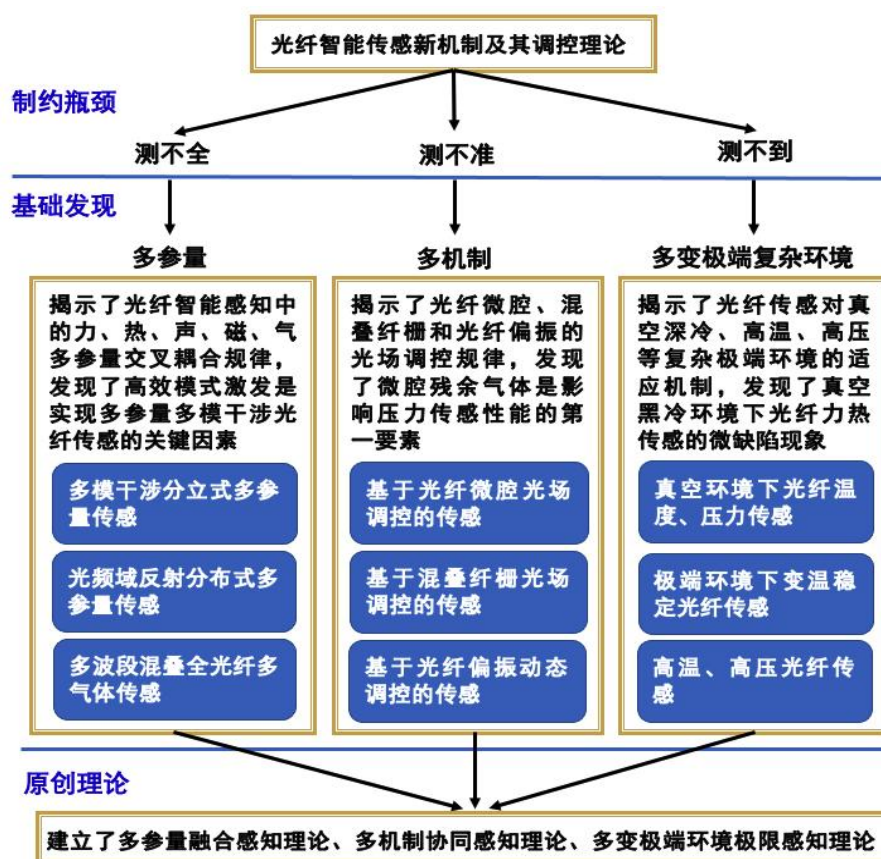 光纤智能传感新机制及其调控理论
制约瓶颈
测不全
测不准
测不到
基础发现
多参量
多机制
多变极端复杂环境
揭示了光纤智能感知中
的力、热、声、磁、气
多参量交叉耦合规律，
发现了高效模式激发是
实现多参量多模干涉光
纤传感的关键因素
多模干涉分立式多参
量传感
光频域反射分布式多
参量传感
多波段混叠全光纤多
气体传感
揭示了光纤微腔、混
叠纤栅和光纤偏振的
光场调控规律，发现
了微腔残余气体是影
响压力传感性能的第
一要素
基于光纤微腔光场
调控的传感
基于混叠纤栅光场
调控的传感
基于光纤偏振动态
调控的传感
揭示了光纤传感对真
空深冷、高温、高压
等复杂极端环境的适
应机制，发现了真空
黑冷环境下光纤力热
传感的微缺陷现象
真空环境下光纤温
度、压力传感
极端环境下变温稳
定光纤传感
高温、高压光纤传
感
原创理论
建立了多参量融合感知理论、多机制协同感知理论、多变极端环境极限感知理论